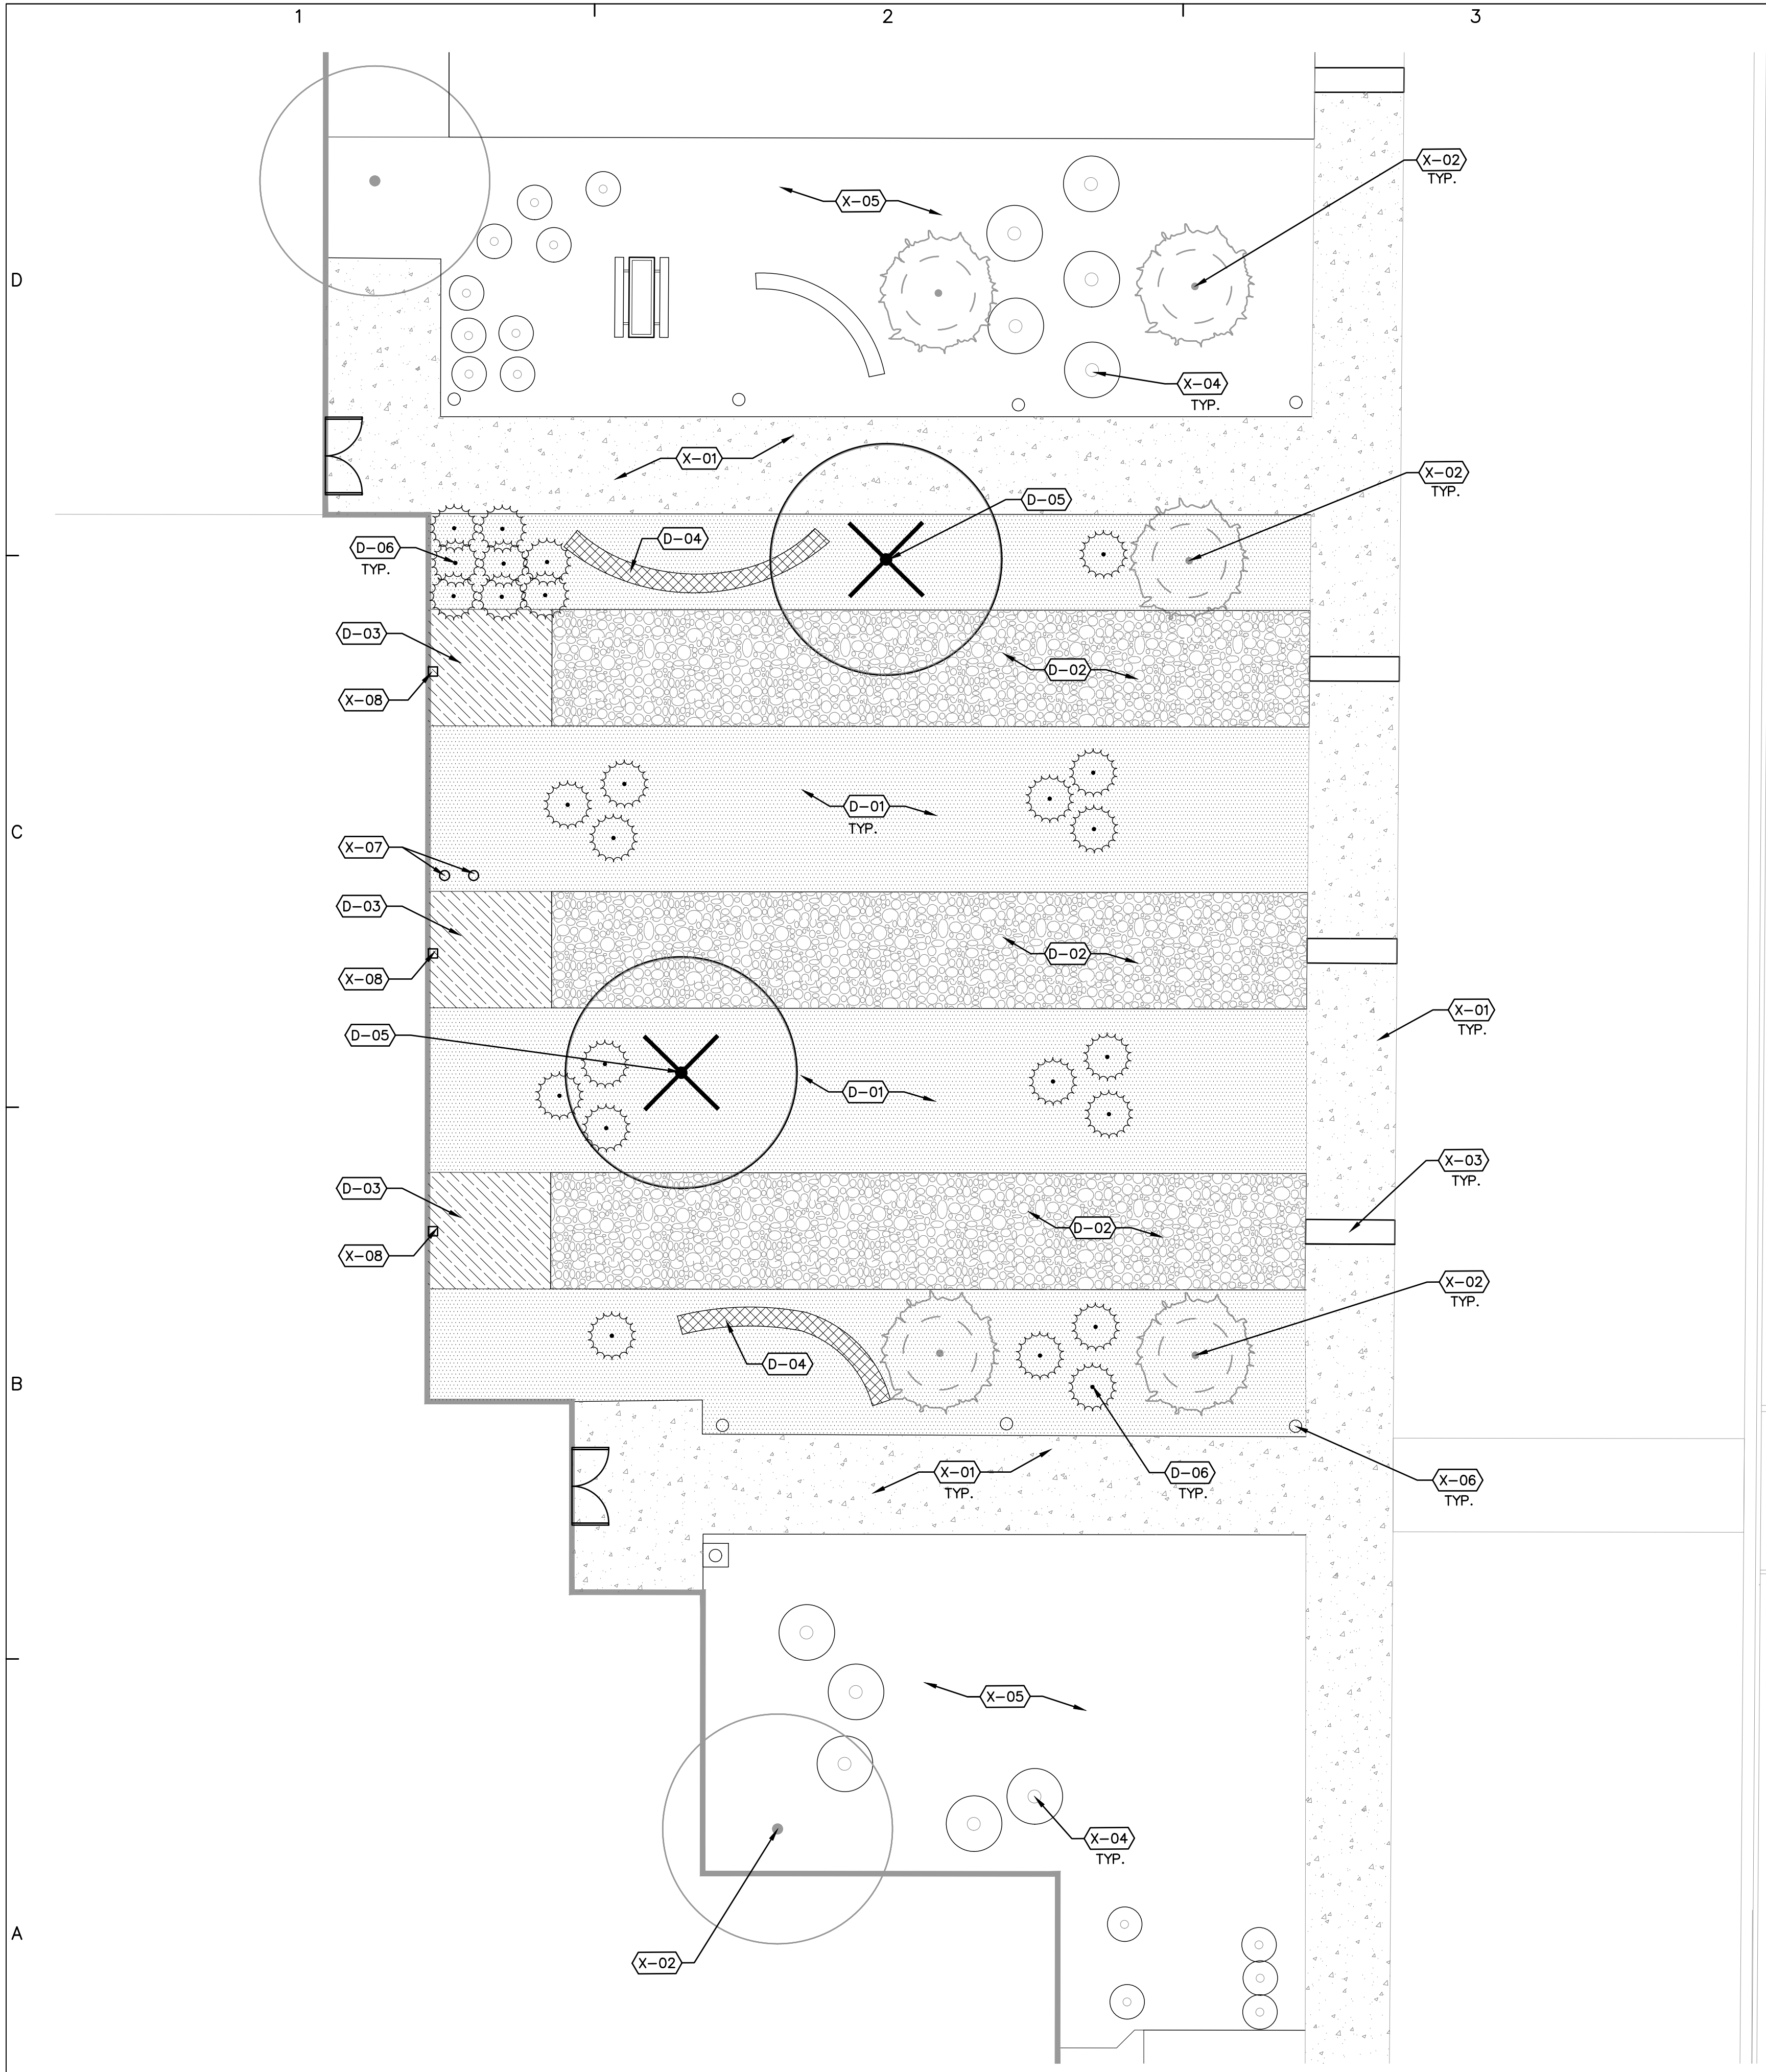 1 2 3
X-02
TYP.
X-05
D
X-04
TYP.
X-01
X-02
TYP.
D-05
D-04
D-06
TYP.
D-03
D-02
X-08
D-01
TYP.
C
X-07
D-03
D-02
X-08
X-01
TYP.
D-05
D-01
X-03
TYP.
D-03
D-02
X-08
X-02
TYP.
D-04
B
X-01
TYP.
D-06
TYP.
X-06
TYP.
X-05
X-04
TYP.
A
X-02